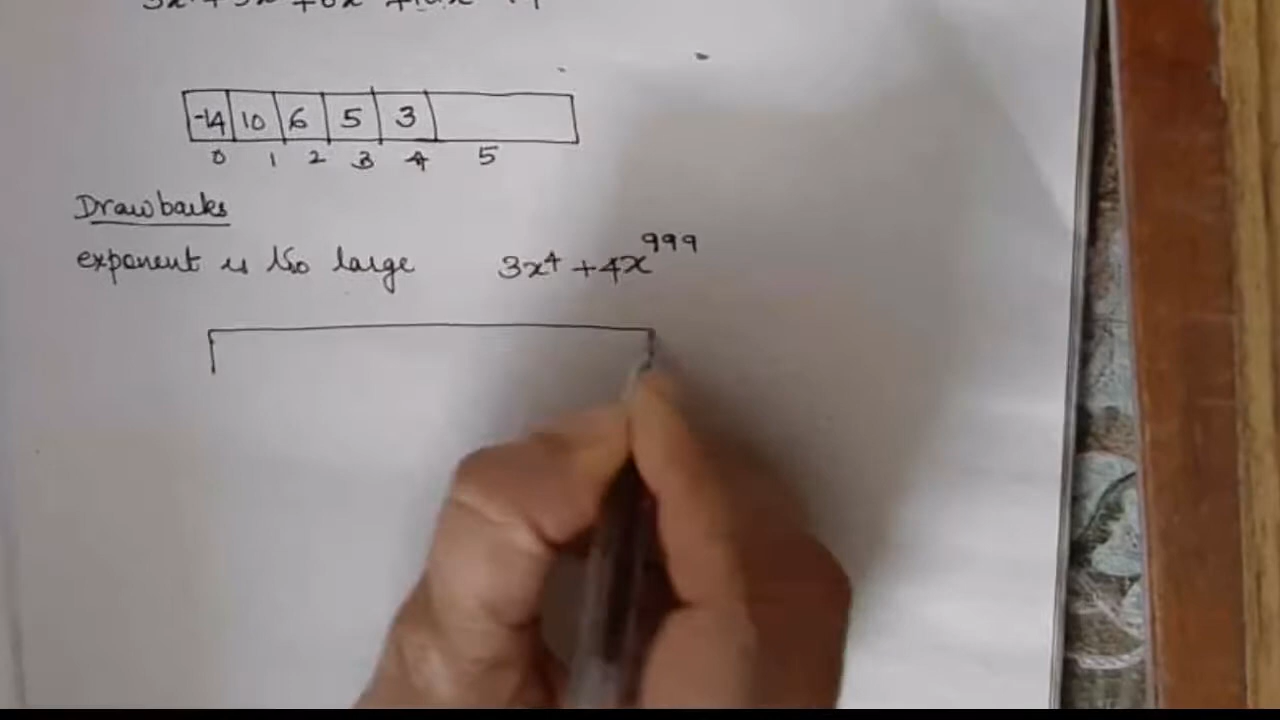 -14 10 6 5 3
0 1 2 3 4 5
Drawbacks
exponent is too large 3x⁴ + 4x⁹⁹⁹